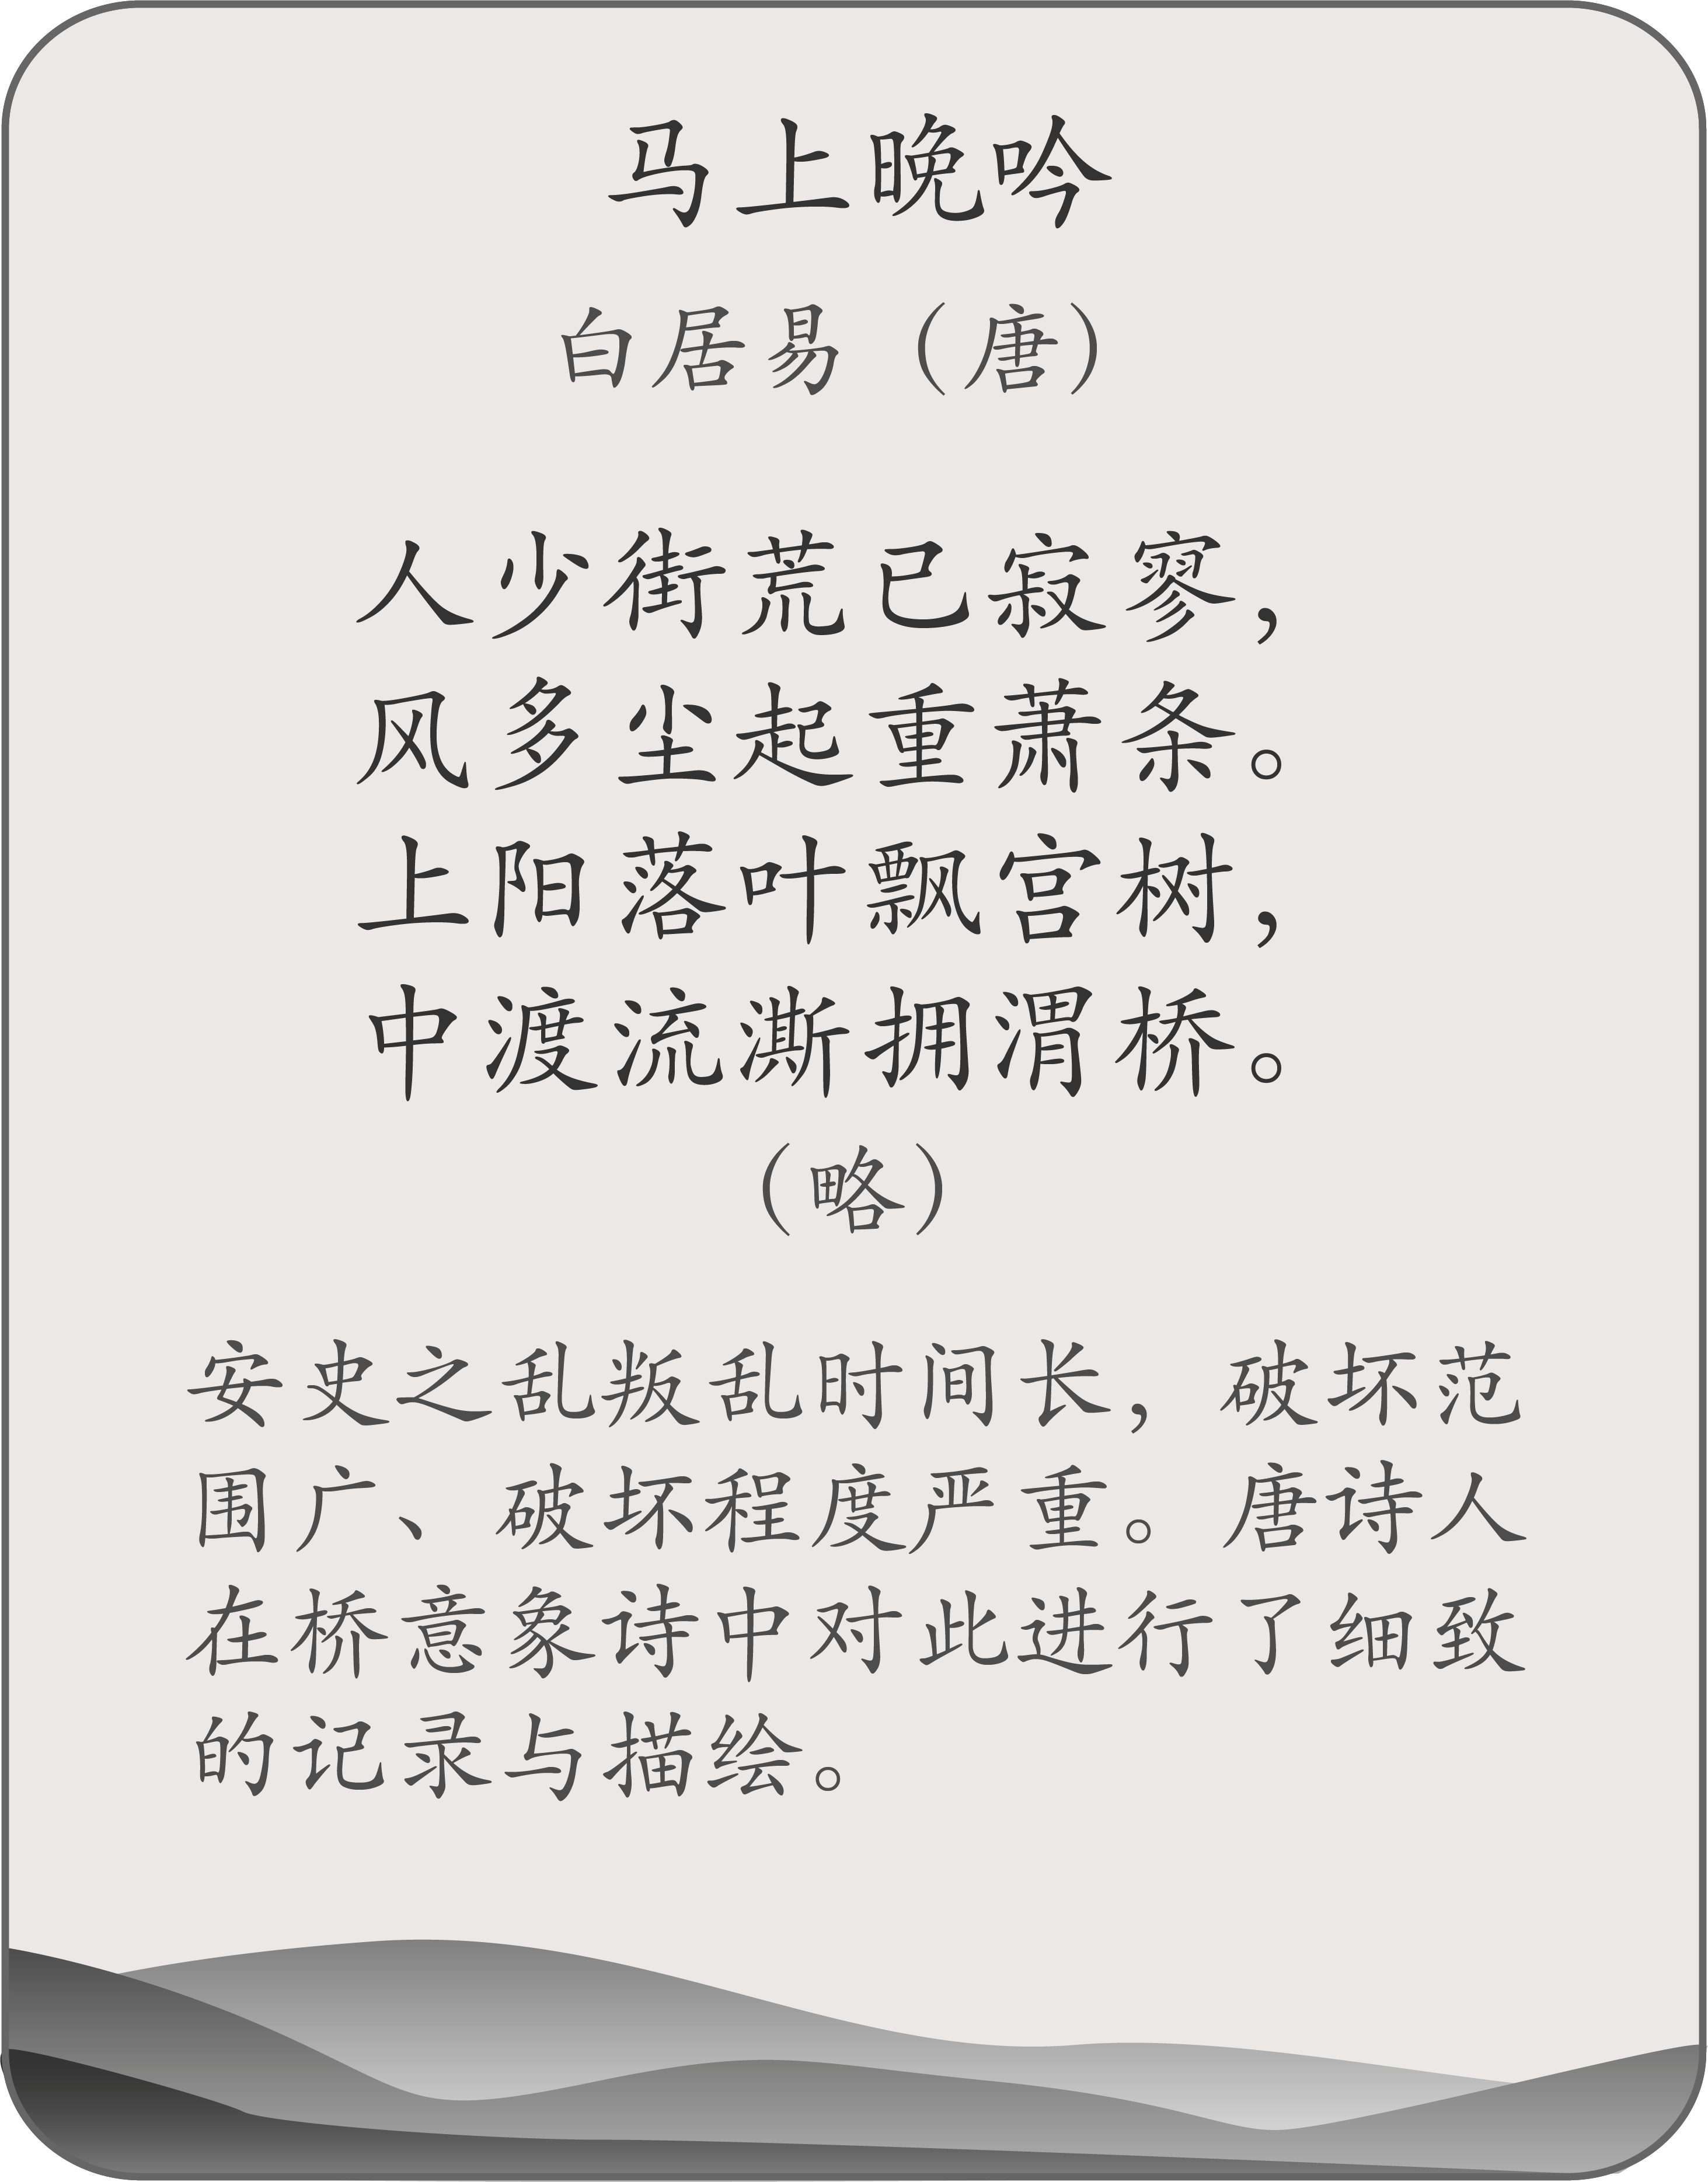 马上晚吟
白居易（唐）
人少街荒已寂寥，
风多尘起重萧条。
上阳落叶飘宫树，
中渡流澌拥渭桥。
（略）
安史之乱叛乱时间长，破坏范
围广、破坏程度严重。唐诗人
在桥意象诗中对此进行了细致
的记录与描绘。